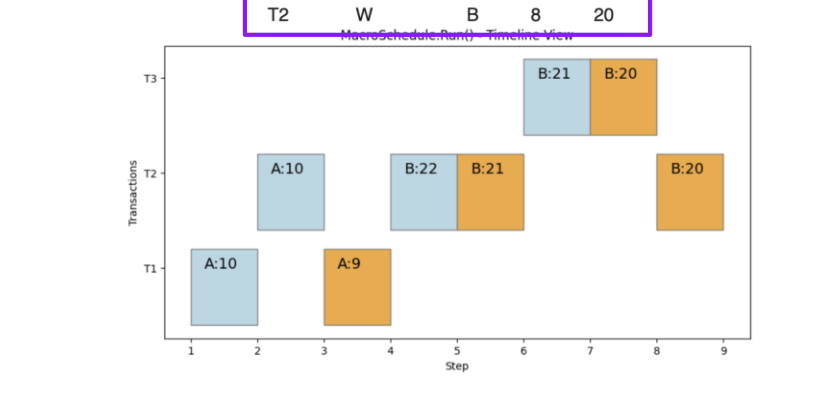 T2 W B 8 20
MacroSchedule.Run() - Timeline View
T3 B:21 B:20
T2 A:10 B:22 B:21 B:20
T1 A:10 A:9
Transactions
1 2 3 4 5 6 7 8 9
Step